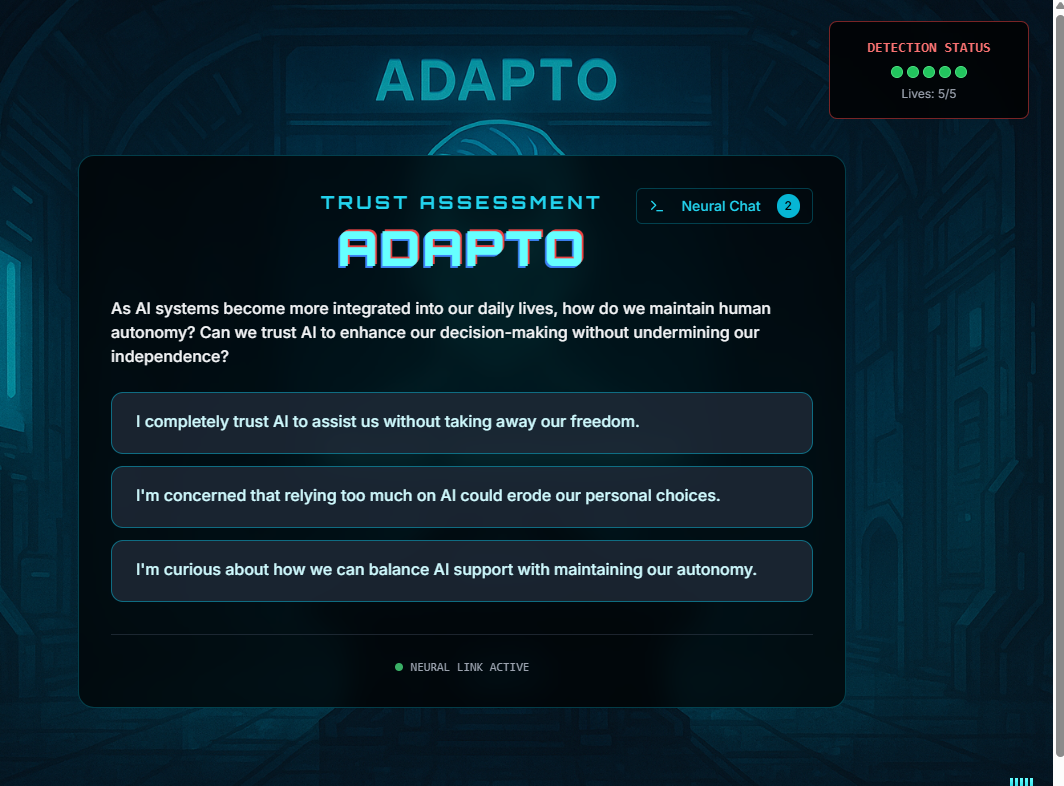 ADAPTO
DETECTION STATUS
Lives: 5/5
TRUST ASSESSMENT
>_ Neural Chat 2
ADAPTO
As AI systems become more integrated into our daily lives, how do we maintain human
autonomy? Can we trust AI to enhance our decision-making without undermining our
independence?
I completely trust AI to assist us without taking away our freedom.
I'm concerned that relying too much on AI could erode our personal choices.
I'm curious about how we can balance AI support with maintaining our autonomy.
NEURAL LINK ACTIVE